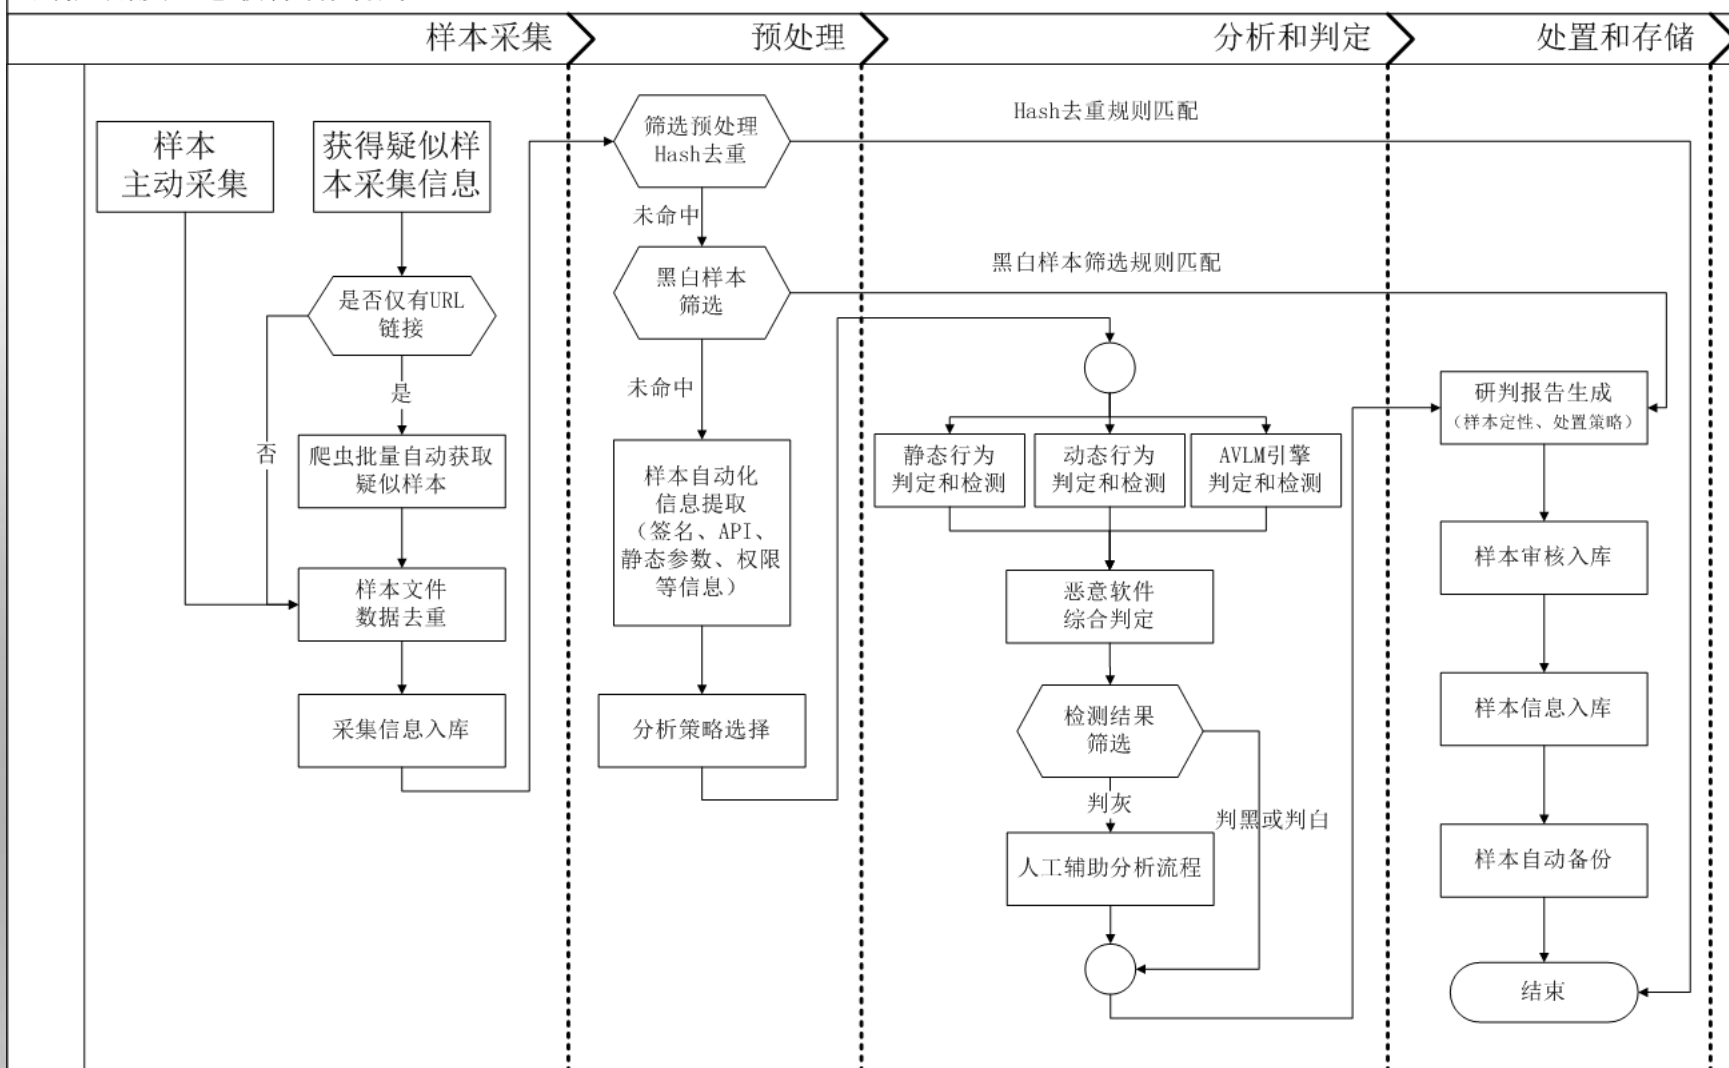 样本采集
预处理
分析和判定
处置和存储
样本
主动采集
获得疑似样
本采集信息
是否仅有URL
链接
是
否
爬虫批量自动获取
疑似样本
样本文件
数据去重
采集信息入库
筛选预处理
Hash去重
Hash去重规则匹配
未命中
黑白样本
筛选
黑白样本筛选规则匹配
未命中
样本自动化
信息提取
（签名、API、
静态参数、权限
等信息）
分析策略选择
静态行为
判定和检测
动态行为
判定和检测
AVLM引擎
判定和检测
恶意软件
综合判定
检测结果
筛选
判灰
判黑或判白
人工辅助分析流程
研判报告生成
（样本定性、处置策略）
样本审核入库
样本信息入库
样本自动备份
结束